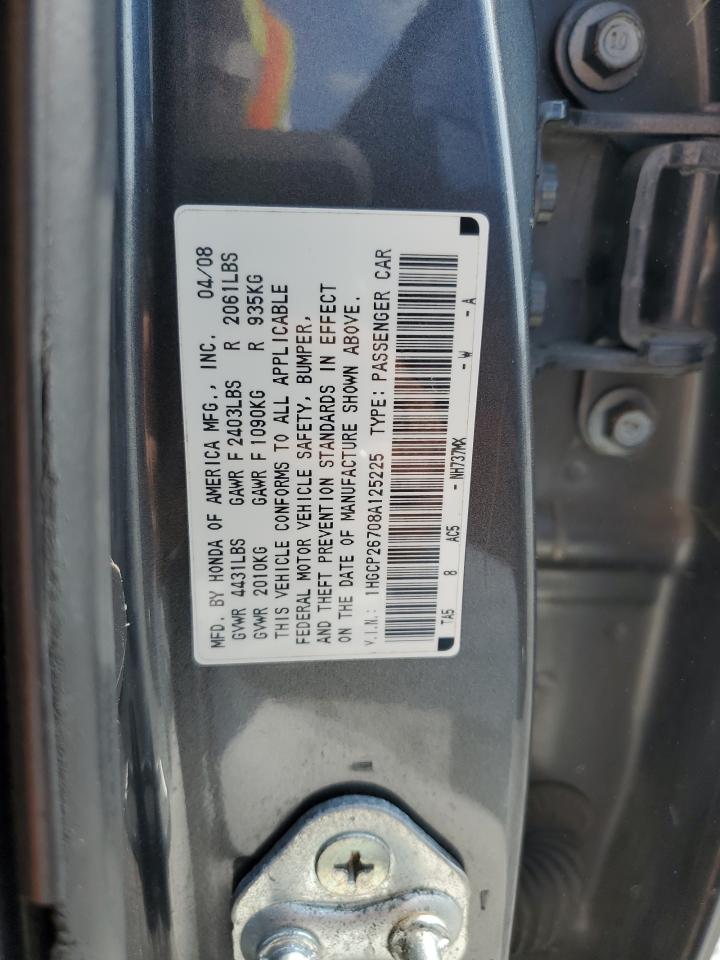 MFD. BY HONDA OF AMERICA MFG., INC. 04/08
GVWR 4431LBS GAWR F 2403LBS R 2061LBS
GVWR 2010KG GAWR F 1090KG R 935KG
THIS VEHICLE CONFORMS TO ALL APPLICABLE
FEDERAL MOTOR VEHICLE SAFETY, BUMPER,
AND THEFT PREVENTION STANDARDS IN EFFECT
ON THE DATE OF MANUFACTURE SHOWN ABOVE.
V.I.N.: 1HGCP26708A125225 TYPE: PASSENGER CAR
TA5 8 AC5 - NH737MX -W -A